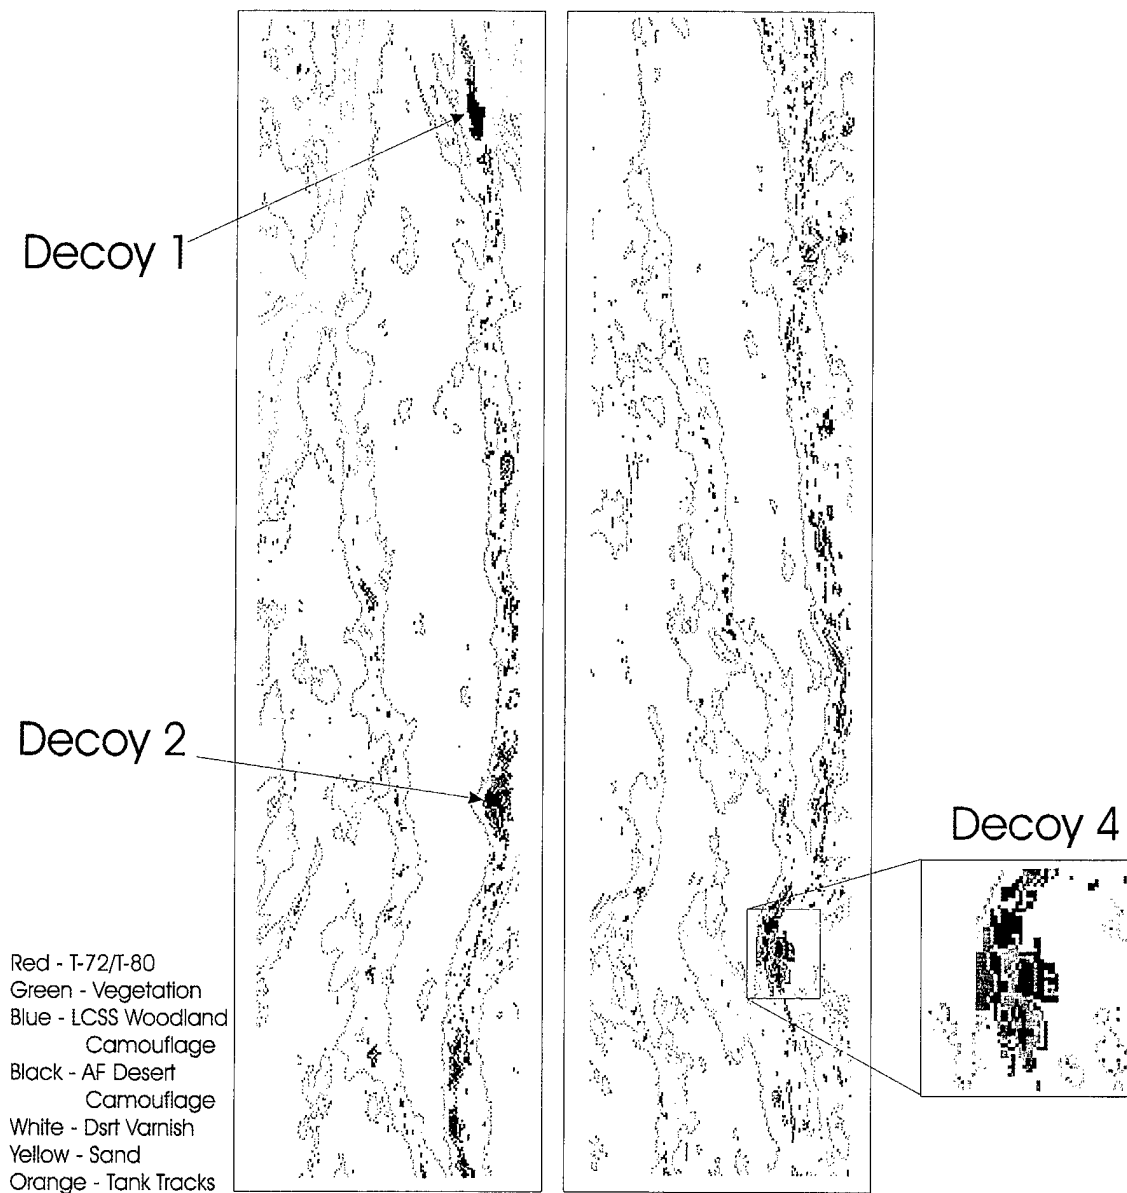 Decoy 1
Decoy 2
Decoy 4
Red - T-72/T-80
Green - Vegetation
Blue - LCSS Woodland
Camouflage
Black - AF Desert
Camouflage
White - Dsrt Varnish
Yellow - Sand
Orange - Tank Tracks